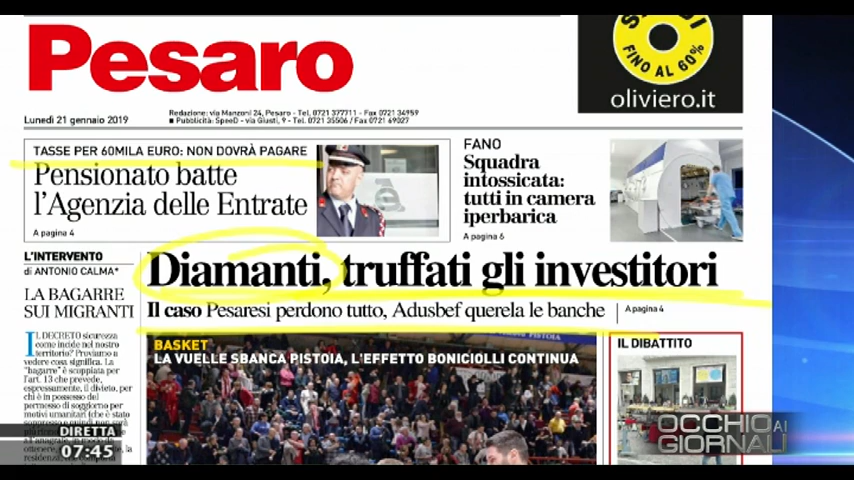 Pesaro
FINO AL 60%
oliviero.it
Lunedì 21 gennaio 2019
Redazione: via Manzoni 24, Pesaro - Tel. 0721 377711 - Fax 0721 34959
Pubblicità: SpeeD - via Giusti, 9 - Tel. 0721 35506 / Fax 0721 69027
TASSE PER 60MILA EURO: NON DOVRÀ PAGARE
Pensionato batte
l'Agenzia delle Entrate
A pagina 4
FANO
Squadra
intossicata:
tutti in camera
iperbarica
A pagina 6
L'INTERVENTO
di ANTONIO CALMA*
LA BAGARRE
SUI MIGRANTI
IL DECRETO sicurezza
come incide nel nostro
territorio? Proviamo a
vedere cosa significa. La
"bagarre" è scoppiata per
l'art. 13 che prevede,
espressamente, il divieto, per
chi è in possesso del
permesso di soggiorno per
motivi umanitari (che è stato
Diamanti, truffati gli investitori
Il caso Pesaresi perdono tutto, Adusbef querela le banche
A pagina 4
BASKET
LA VUELLE SBANCA PISTOIA, L'EFFETTO BONICIOLLI CONTINUA
IL DIBATTITO
DIRETTA
07:45
OCCHIO AI
GIORNALI